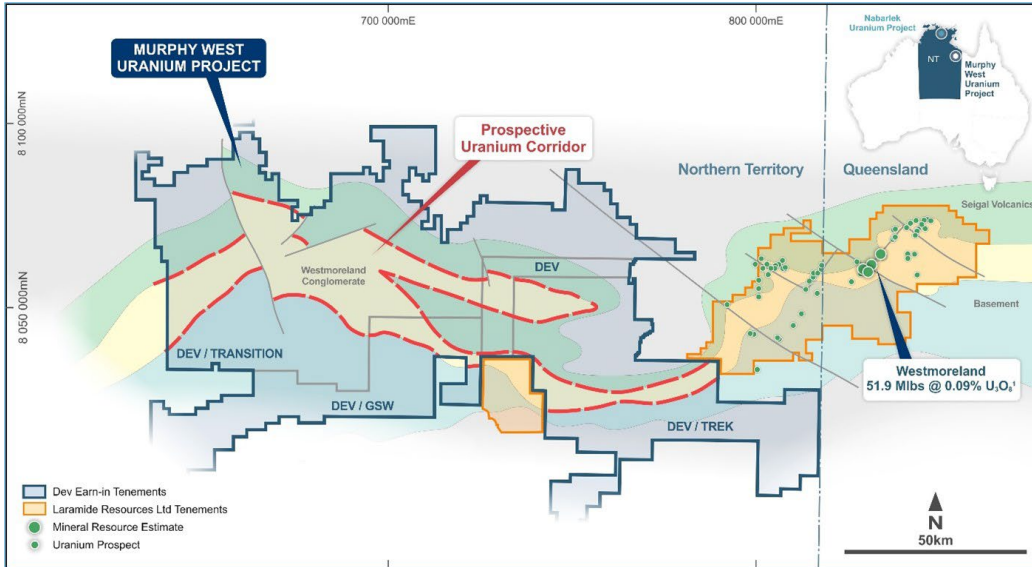 700 000mE
800 000mE
Nabarlek
Uranium Project
NT
Murphy
West
Uranium
Project
MURPHY WEST
URANIUM PROJECT
8 100 000mN
Prospective
Uranium Corridor
Northern Territory
Queensland
Seigal Volcanics
DEV
Westmoreland
Conglomerate
8 050 000mN
Basement
DEV / TRANSITION
Westmoreland
51.9 Mlbs @ 0.09% U₃O₈¹
DEV / GSW
DEV / TREK
Dev Earn-in Tenements
Laramide Resources Ltd Tenements
Mineral Resource Estimate
Uranium Prospect
N
50km